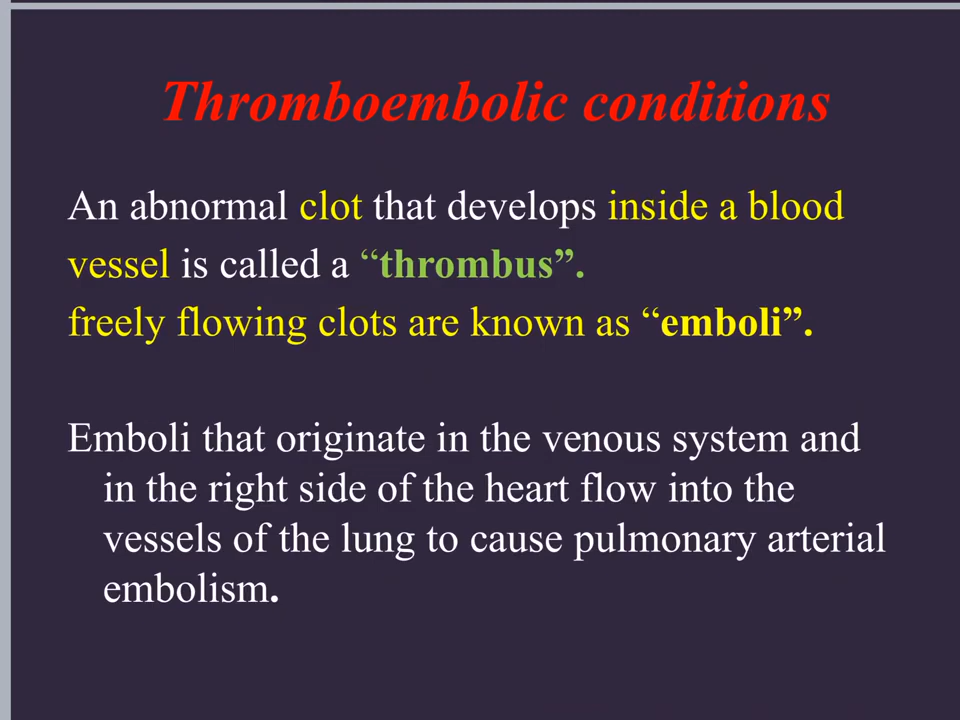 Thromboembolic conditions
An abnormal clot that develops inside a blood
vessel is called a “thrombus”.
freely flowing clots are known as “emboli”.
Emboli that originate in the venous system and
in the right side of the heart flow into the
vessels of the lung to cause pulmonary arterial
embolism.